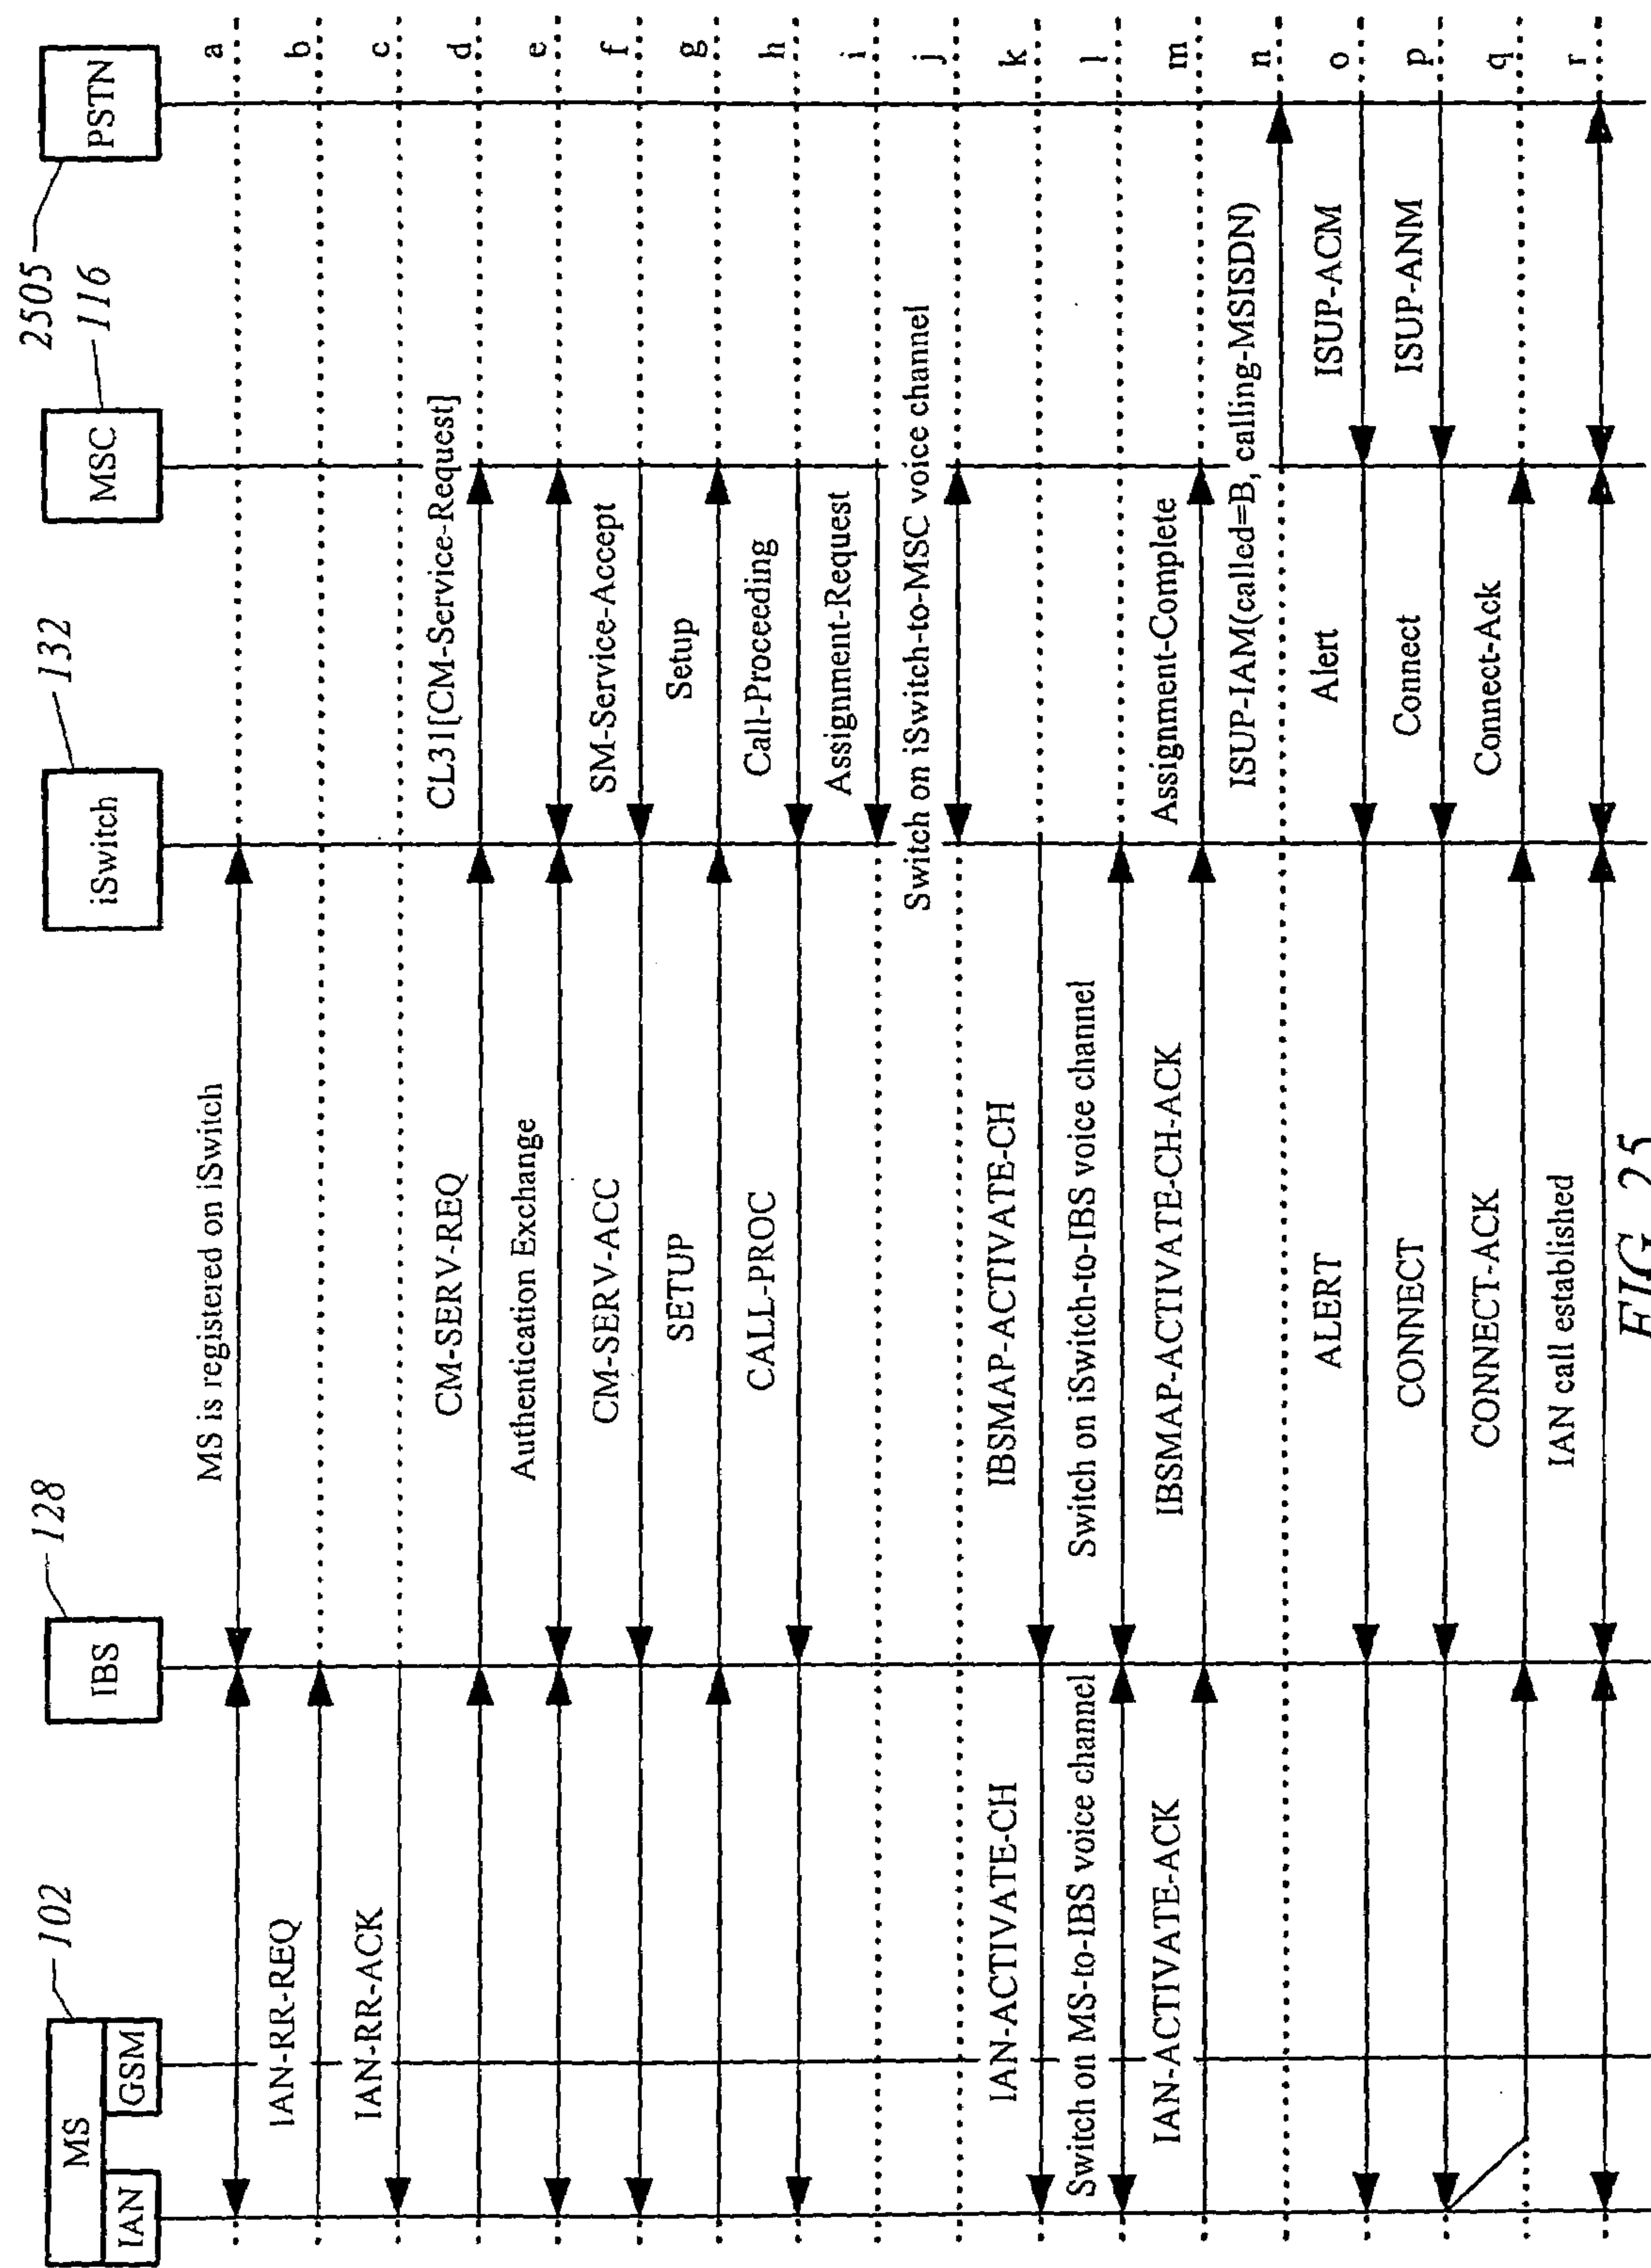 MS
IAN
GSM
102
IBS
128
iSwitch
132
MSC
116
PSTN
2505
MS is registered on iSwitch
a
IAN-RR-REQ
b
IAN-RR-ACK
c
CM-SERV-REQ
CL31[CM-Service-Request]
d
Authentication Exchange
e
CM-SERV-ACC
SM-Service-Accept
f
SETUP
Setup
g
CALL-PROC
Call-Proceeding
h
Assignment-Request
i
Switch on iSwitch-to-MSC voice channel
j
IAN-ACTIVATE-CH
IBSMAP-ACTIVATE-CH
k
Switch on MS-to-IBS voice channel
Switch on iSwitch-to-IBS voice channel
l
IAN-ACTIVATE-ACK
IBSMAP-ACTIVATE-CH-ACK
Assignment-Complete
m
ISUP-IAM(called=B, calling-MSISDN)
n
ALERT
Alert
ISUP-ACM
o
CONNECT
Connect
ISUP-ANM
p
CONNECT-ACK
Connect-Ack
q
IAN call established
r
FIG. 25